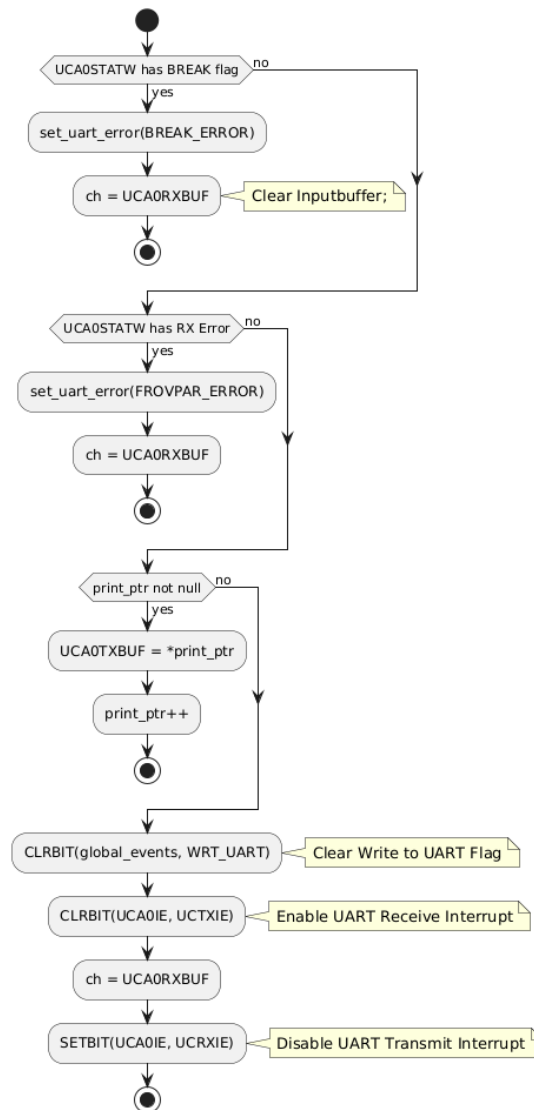 UCA0STATW has BREAK flag
no
yes
set_uart_error(BREAK_ERROR)
ch = UCA0RXBUF
Clear Inputbuffer;
UCA0STATW has RX Error
no
yes
set_uart_error(FROVPAR_ERROR)
ch = UCA0RXBUF
print_ptr not null
no
yes
UCA0TXBUF = *print_ptr
print_ptr++
CLRBIT(global_events, WRT_UART)
Clear Write to UART Flag
CLRBIT(UCA0IE, UCTXIE)
Enable UART Receive Interrupt
ch = UCA0RXBUF
SETBIT(UCA0IE, UCRXIE)
Disable UART Transmit Interrupt